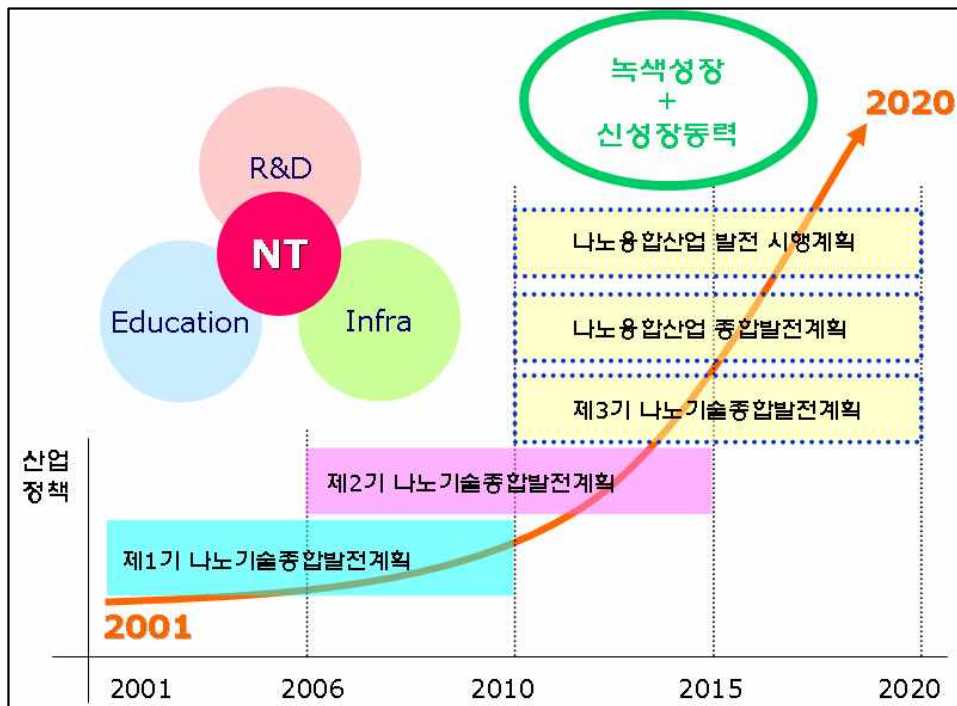 녹색성장
+
신성장동력
2020
R&D
NT
Education
Infra
나노융합산업 발전 시행계획
나노융합산업 종합발전계획
제3기 나노기술종합발전계획
산업
정책
제2기 나노기술종합발전계획
제1기 나노기술종합발전계획
2001
2001
2006
2010
2015
2020